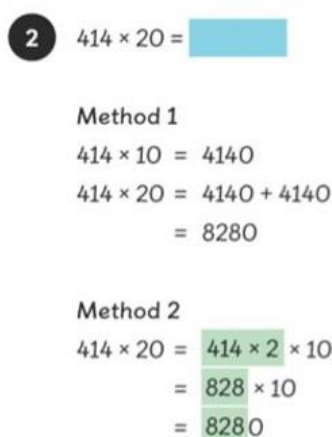 2 414 × 20 =
Method 1
414 × 10 = 4140
414 × 20 = 4140 + 4140
= 8280
Method 2
414 × 20 = 414 × 2 × 10
= 828 × 10
= 8280